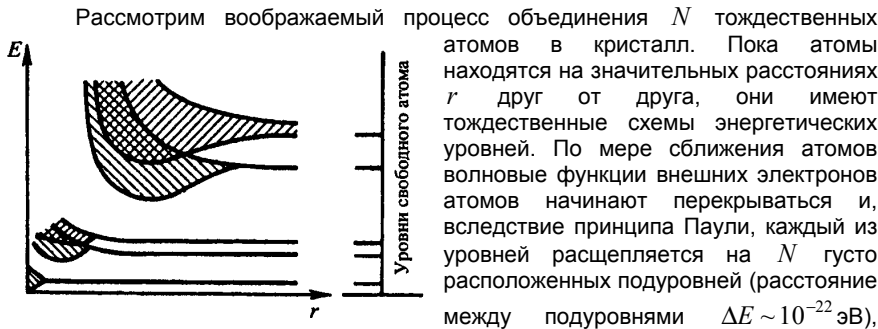 Рассмотрим воображаемый процесс объединения N тождественных
атомов в кристалл. Пока атомы
находятся на значительных расстояниях
r друг от друга, они имеют
тождественные схемы энергетических
уровней. По мере сближения атомов
волновые функции внешних электронов
атомов начинают перекрываться и,
вследствие принципа Паули, каждый из
уровней расщепляется на N густо
расположенных подуровней (расстояние
между подуровнями ΔE ~ 10⁻²² эВ),
E
r
Уровни свободного атома